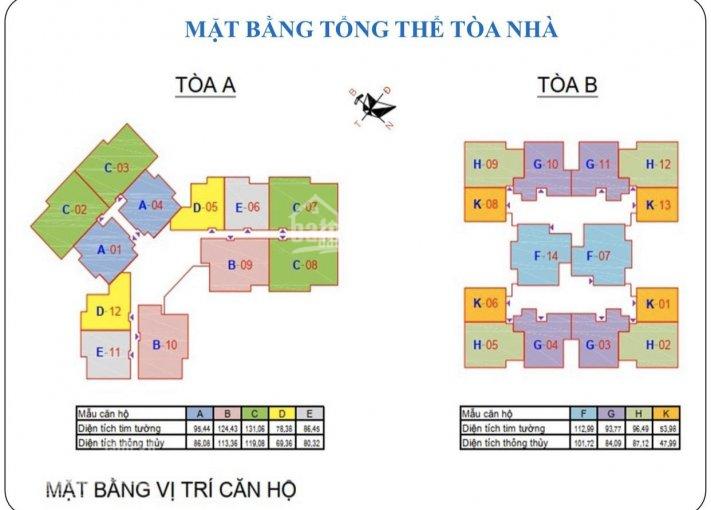 MẶT BẰNG TỔNG THỂ TÒA NHÀ
TÒA A
TÒA B
B Đ
T N
C-03
C-02
A-04
A-01
D-05
E-06
C-07
B-09
C-08
D-12
E-11
B-10
H-09
G-10
G-11
H-12
K-08
K-13
F-14
F-07
K-06
K-01
H-05
G-04
G-03
H-02
Mẫu căn hộ A B C D E
Diện tích tim tường 95,44 124,43 131,06 78,38 86,45
Diện tích thông thủy 86,08 113,36 119,08 69,36 80,32
Mẫu căn hộ F G H K
Diện tích tim tường 112,99 93,77 96,49 53,98
Diện tích thông thủy 101,72 84,09 87,12 47,99
MẶT BẰNG VỊ TRÍ CĂN HỘ